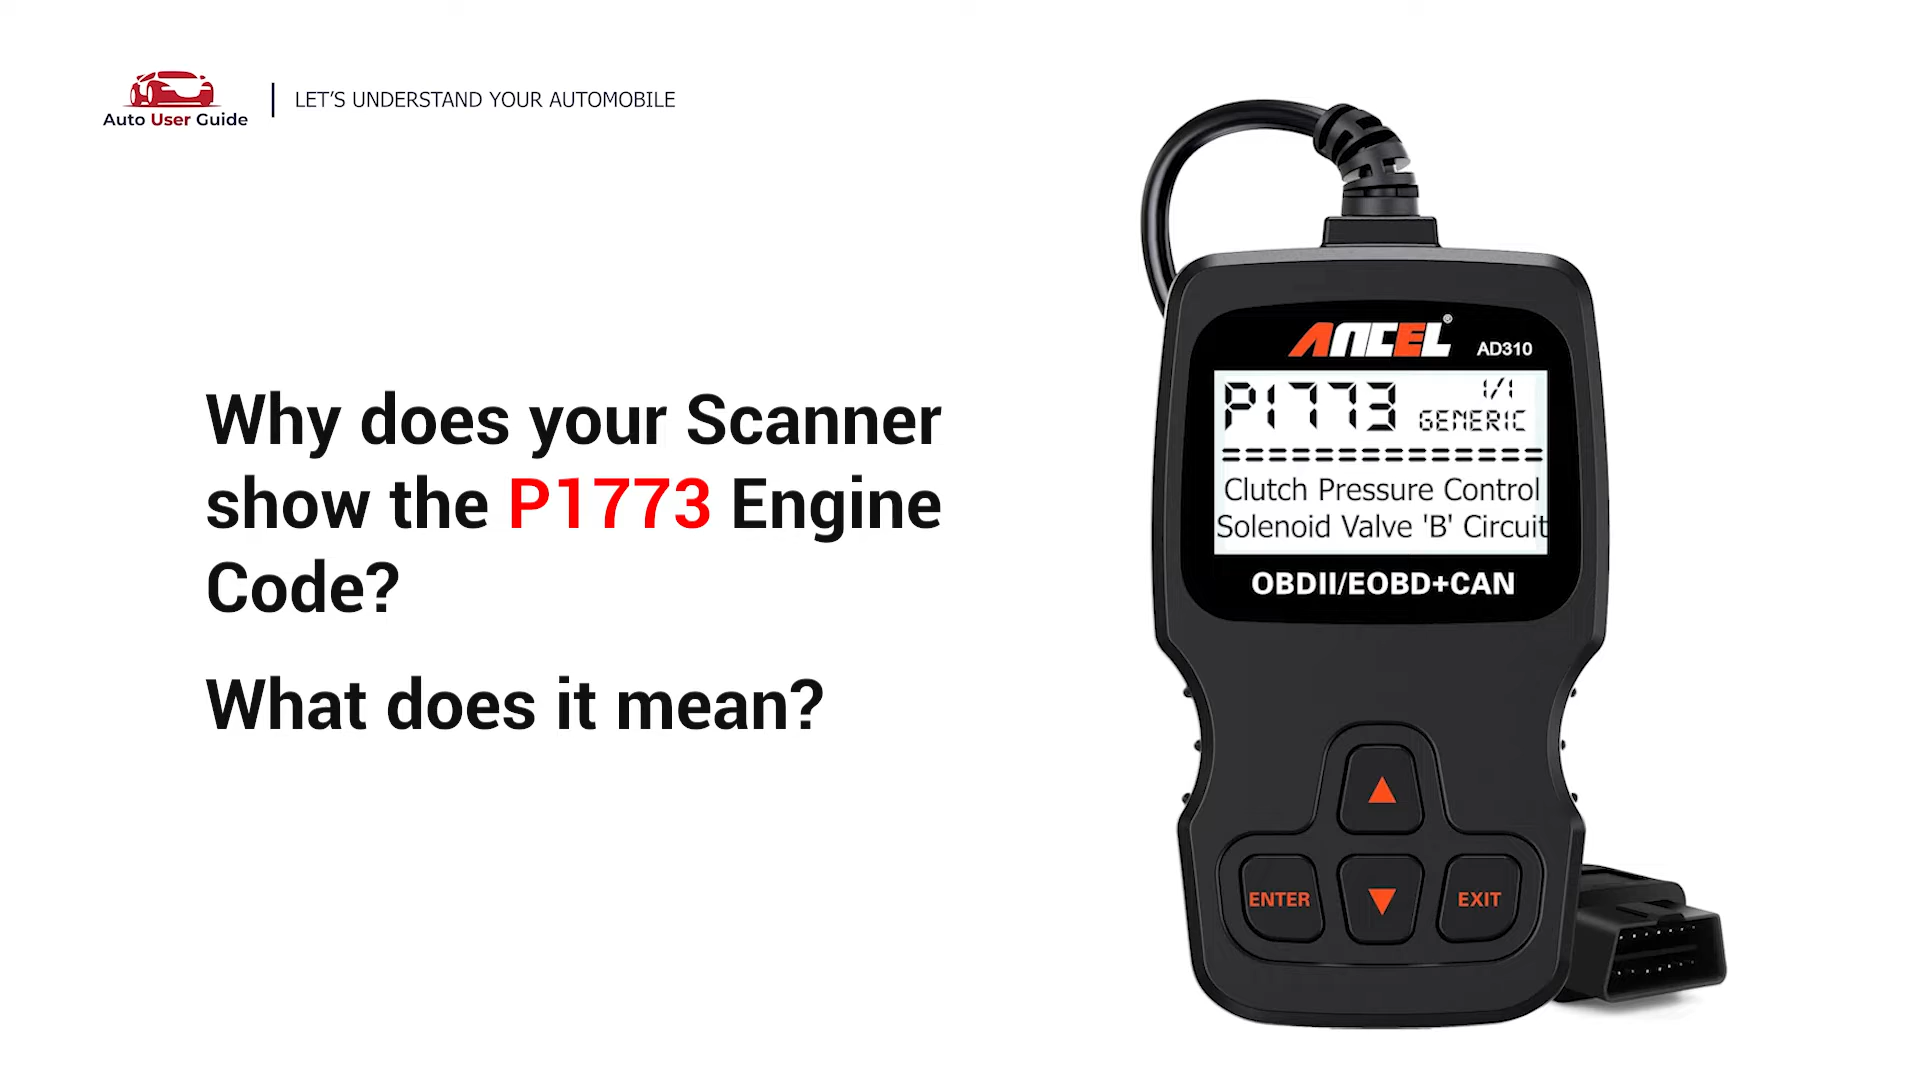 Auto User Guide
LET'S UNDERSTAND YOUR AUTOMOBILE
Why does your Scanner
show the P1773 Engine
Code?
What does it mean?
ANCEL®
AD310
P1773
1/1
GENERIC
==================
Clutch Pressure Control
Solenoid Valve 'B' Circuit
OBDII/EOBD+CAN
ENTER
EXIT